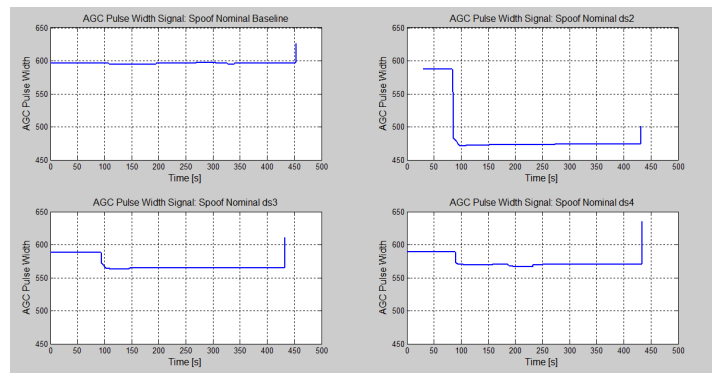 AGC Pulse Width Signal: Spoof Nominal Baseline
650
600
550
500
450
AGC Pulse Width
0 50 100 150 200 250 300 350 400 450 500
Time [s]
AGC Pulse Width Signal: Spoof Nominal ds2
650
600
550
500
450
AGC Pulse Width
0 50 100 150 200 250 300 350 400 450 500
Time [s]
AGC Pulse Width Signal: Spoof Nominal ds3
650
600
550
500
450
AGC Pulse Width
0 50 100 150 200 250 300 350 400 450 500
Time [s]
AGC Pulse Width Signal: Spoof Nominal ds4
650
600
550
500
450
AGC Pulse Width
0 50 100 150 200 250 300 350 400 450 500
Time [s]